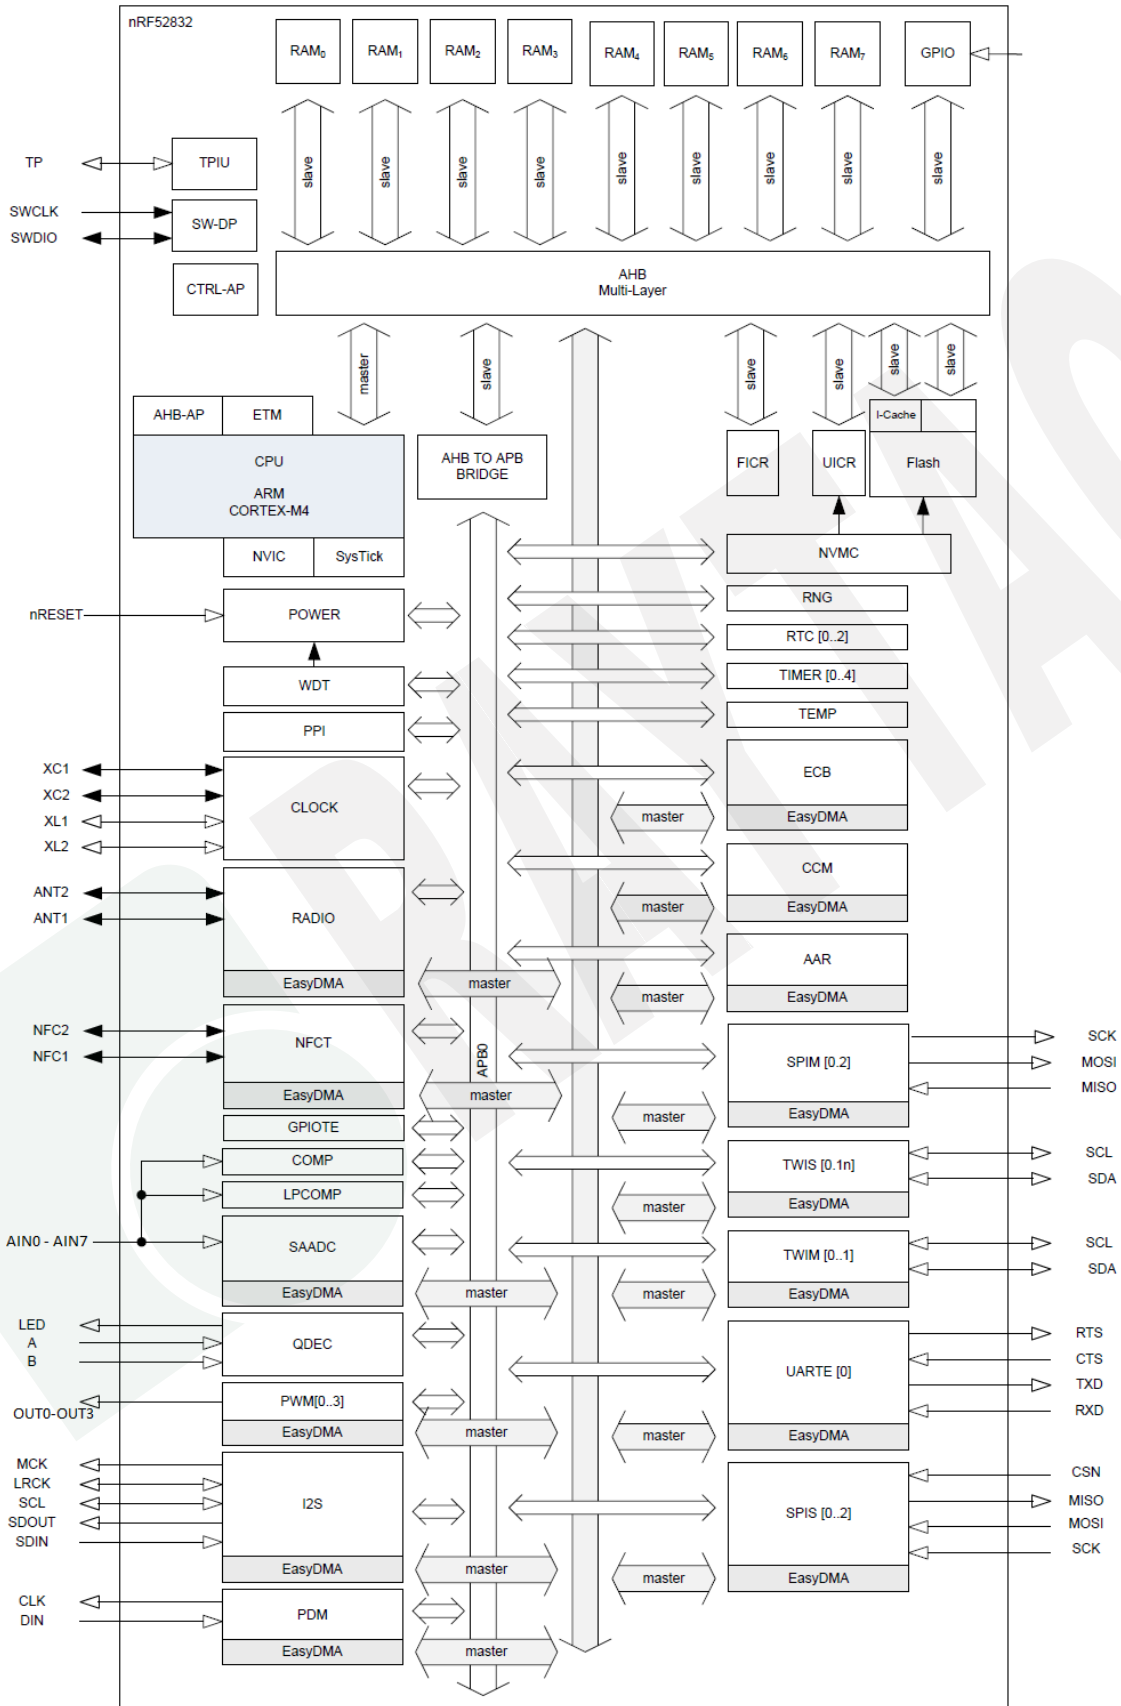 nRF52832
RAM0
RAM1
RAM2
RAM3
RAM4
RAM5
RAM6
RAM7
GPIO
slave
slave
slave
slave
slave
slave
slave
slave
slave
TP
TPIU
SWCLK
SWDIO
SW-DP
CTRL-AP
AHB
Multi-Layer
master
slave
slave
slave
slave
slave
AHB-AP
ETM
I-Cache
CPU
ARM
CORTEX-M4
AHB TO APB
BRIDGE
FICR
UICR
Flash
NVIC
SysTick
NVMC
nRESET
POWER
RNG
RTC [0..2]
WDT
TIMER [0..4]
PPI
TEMP
XC1
XC2
XL1
XL2
CLOCK
ECB
master
EasyDMA
ANT2
ANT1
RADIO
CCM
master
EasyDMA
AAR
EasyDMA
master
master
EasyDMA
NFC2
NFC1
NFCT
APB0
SPIM [0.2]
SCK
MOSI
MISO
EasyDMA
master
master
EasyDMA
GPIOTE
COMP
LPCOMP
TWIS [0.1n]
SCL
SDA
master
EasyDMA
AIN0 - AIN7
SAADC
TWIM [0..1]
SCL
SDA
EasyDMA
master
master
EasyDMA
LED
A
B
QDEC
UARTE [0]
RTS
CTS
TXD
RXD
OUT0-OUT3
PWM[0..3]
EasyDMA
master
master
EasyDMA
MCK
LRCK
SCL
SDOUT
SDIN
I2S
SPIS [0..2]
CSN
MISO
MOSI
SCK
EasyDMA
master
master
EasyDMA
CLK
DIN
PDM
EasyDMA
master
RAYTAC